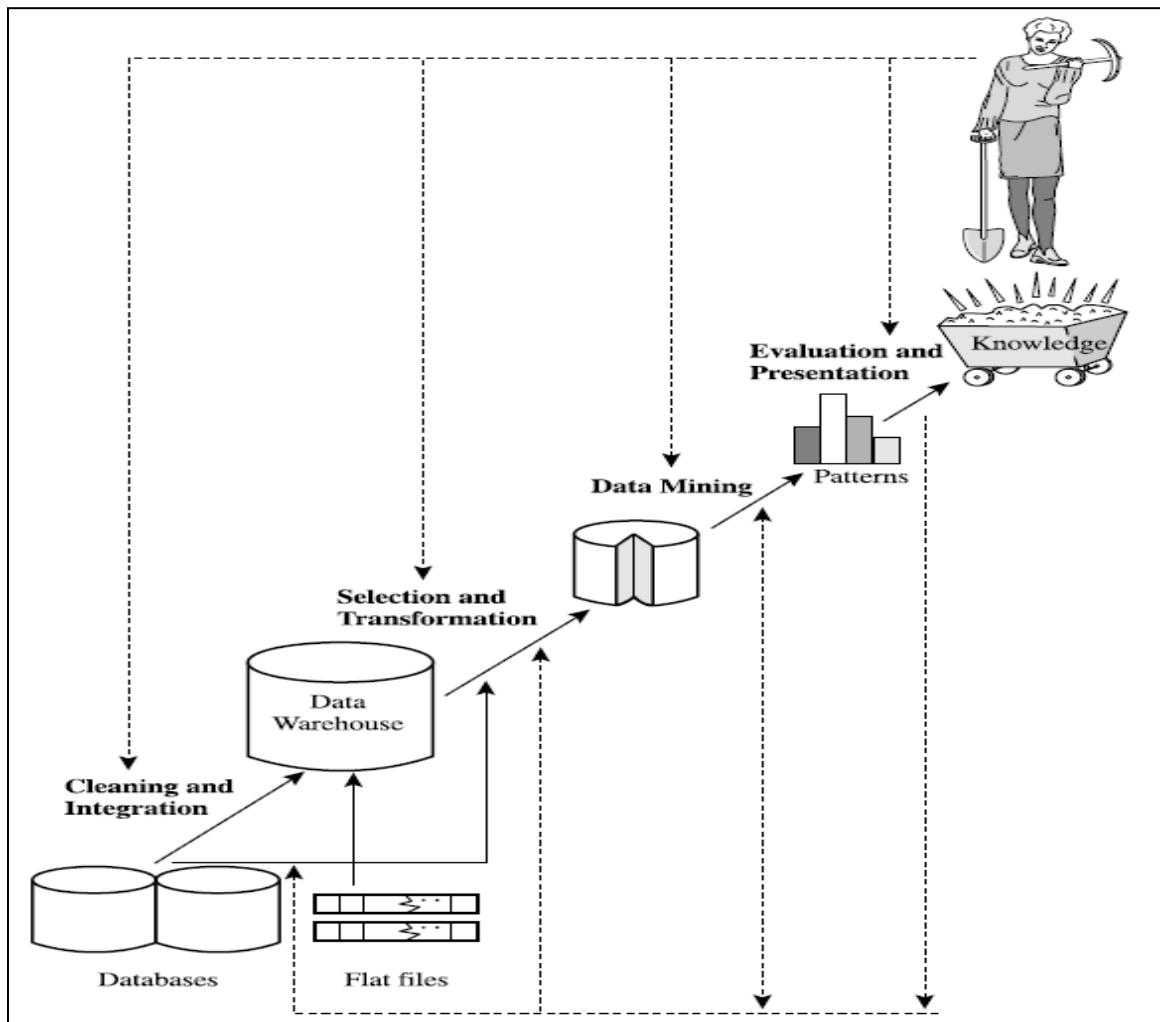 Knowledge
Evaluation and
Presentation
Patterns
Data Mining
Selection and
Transformation
Data
Warehouse
Cleaning and
Integration
Databases
Flat files